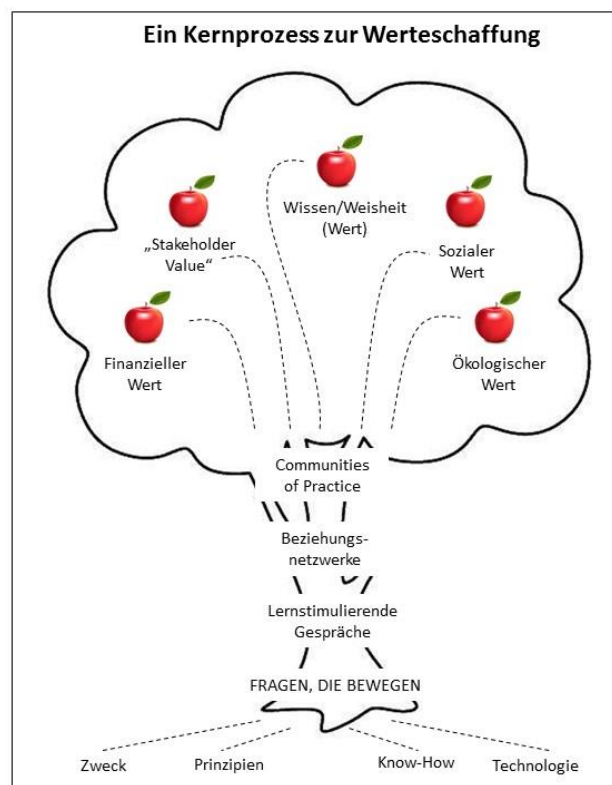 Ein Kernprozess zur Werteschaffung
Wissen/Weisheit
(Wert)
„Stakeholder
Value“
Sozialer
Wert
Finanzieller
Wert
Ökologischer
Wert
Communities
of Practice
Beziehungs-
netzwerke
Lernstimulierende
Gespräche
FRAGEN, DIE BEWEGEN
Zweck
Prinzipien
Know-How
Technologie